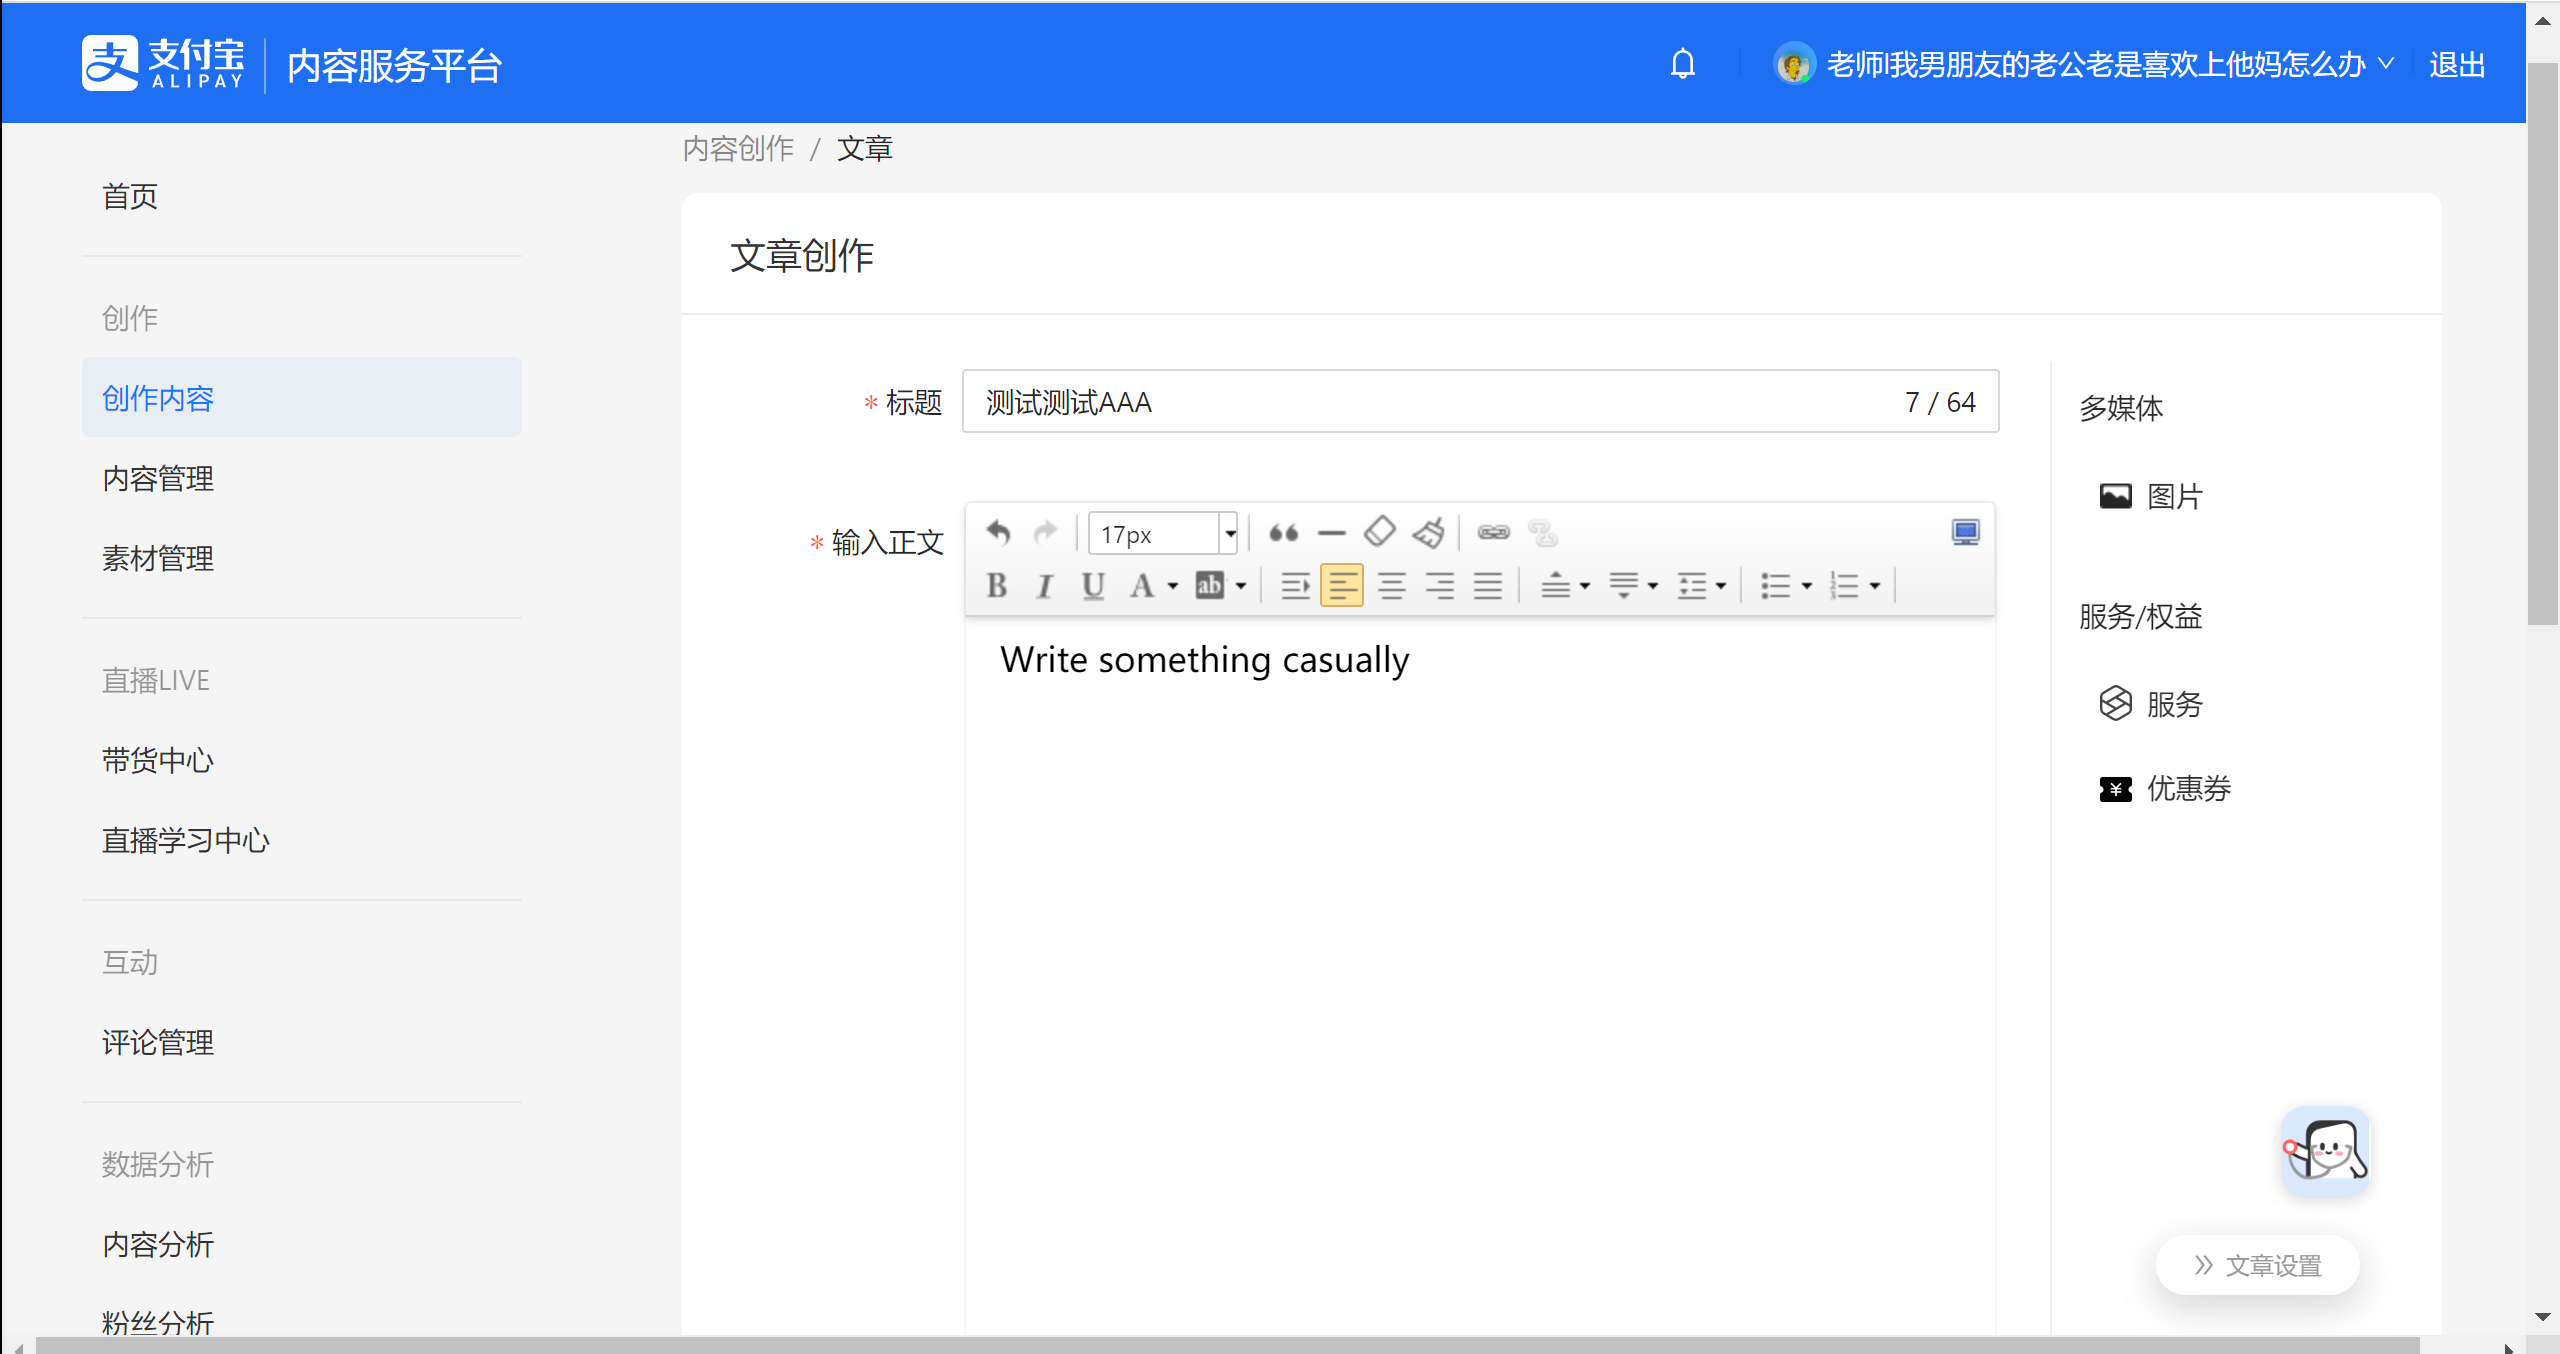 支付宝
ALIPAY
内容服务平台
老师I我男朋友的老公老是喜欢上他妈怎么办
退出
首页
创作
创作内容
内容管理
素材管理
直播LIVE
带货中心
直播学习中心
互动
评论管理
数据分析
内容分析
粉丝分析
内容创作 / 文章
文章创作
* 标题
测试测试AAA
7 / 64
* 输入正文
17px
B I U A ab
Write something casually
多媒体
图片
服务/权益
服务
优惠券
文章设置